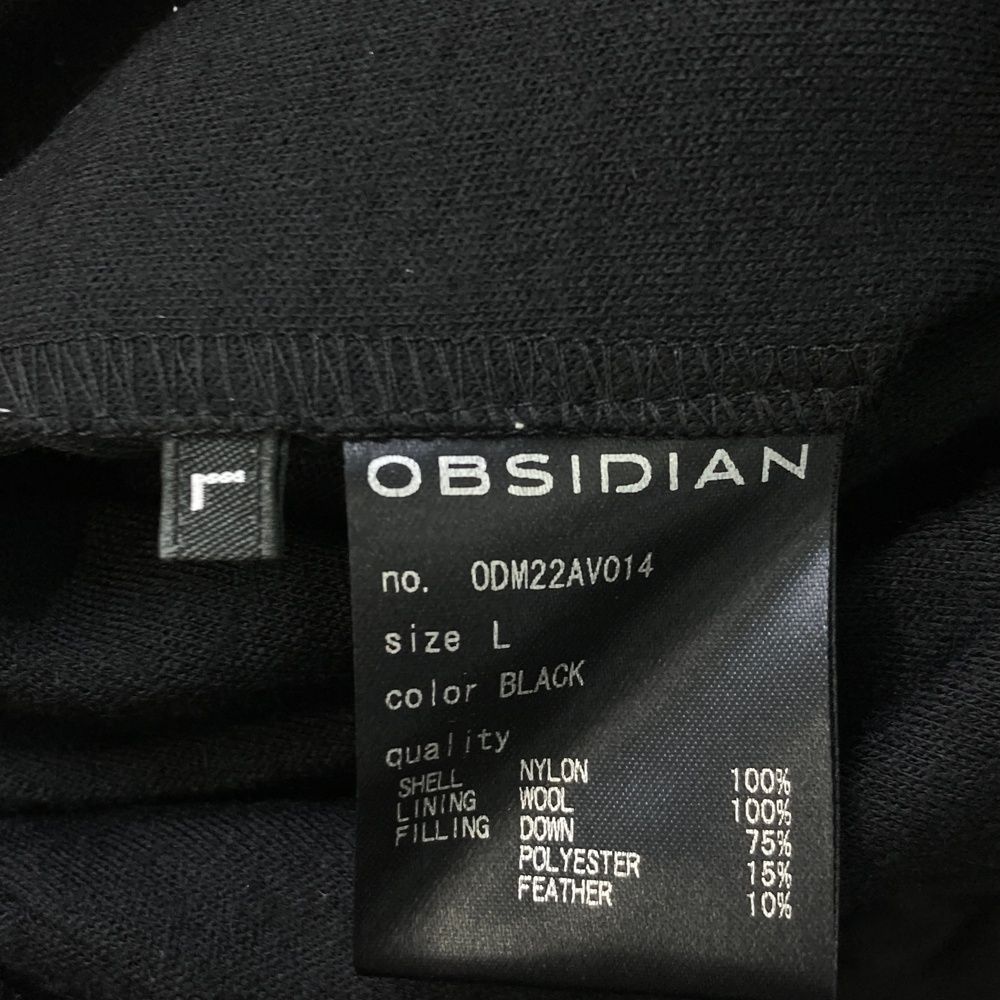 L
OBSIDIAN
no. ODM22AV014
size L
color BLACK
quality
SHELL NYLON 100%
LINING WOOL 100%
FILLING DOWN 75%
POLYESTER 15%
FEATHER 10%